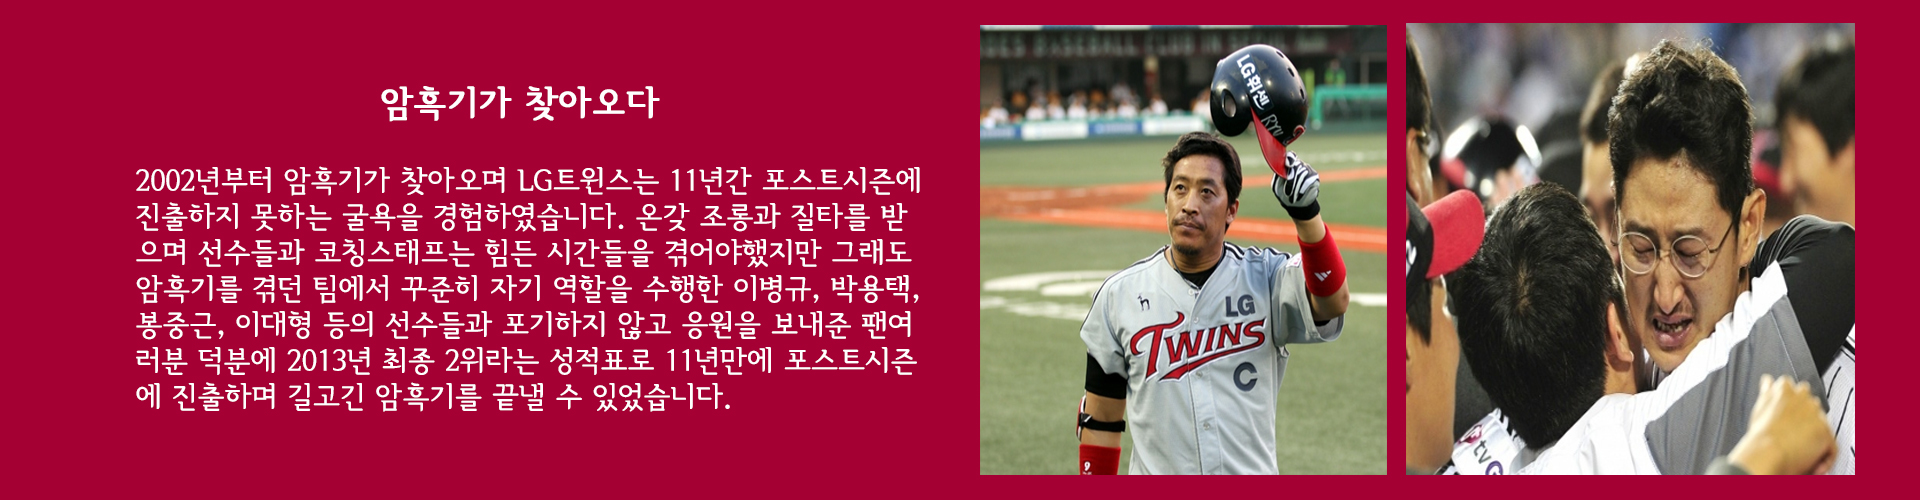 암흑기가 찾아오다
2002년부터 암흑기가 찾아오며 LG트윈스는 11년간 포스트시즌에
진출하지 못하는 굴욕을 경험하였습니다. 온갖 조롱과 질타를 받
으며 선수들과 코칭스태프는 힘든 시간들을 겪어야했지만 그래도
암흑기를 겪던 팀에서 꾸준히 자기 역할을 수행한 이병규, 박용택,
봉중근, 이대형 등의 선수들과 포기하지 않고 응원을 보내준 팬여
러분 덕분에 2013년 최종 2위라는 성적표로 11년만에 포스트시즌
에 진출하며 길고긴 암흑기를 끝낼 수 있었습니다.
BASEBALL CLUB
LG휘센
RYU
LG
TWINS
C
9
tvG